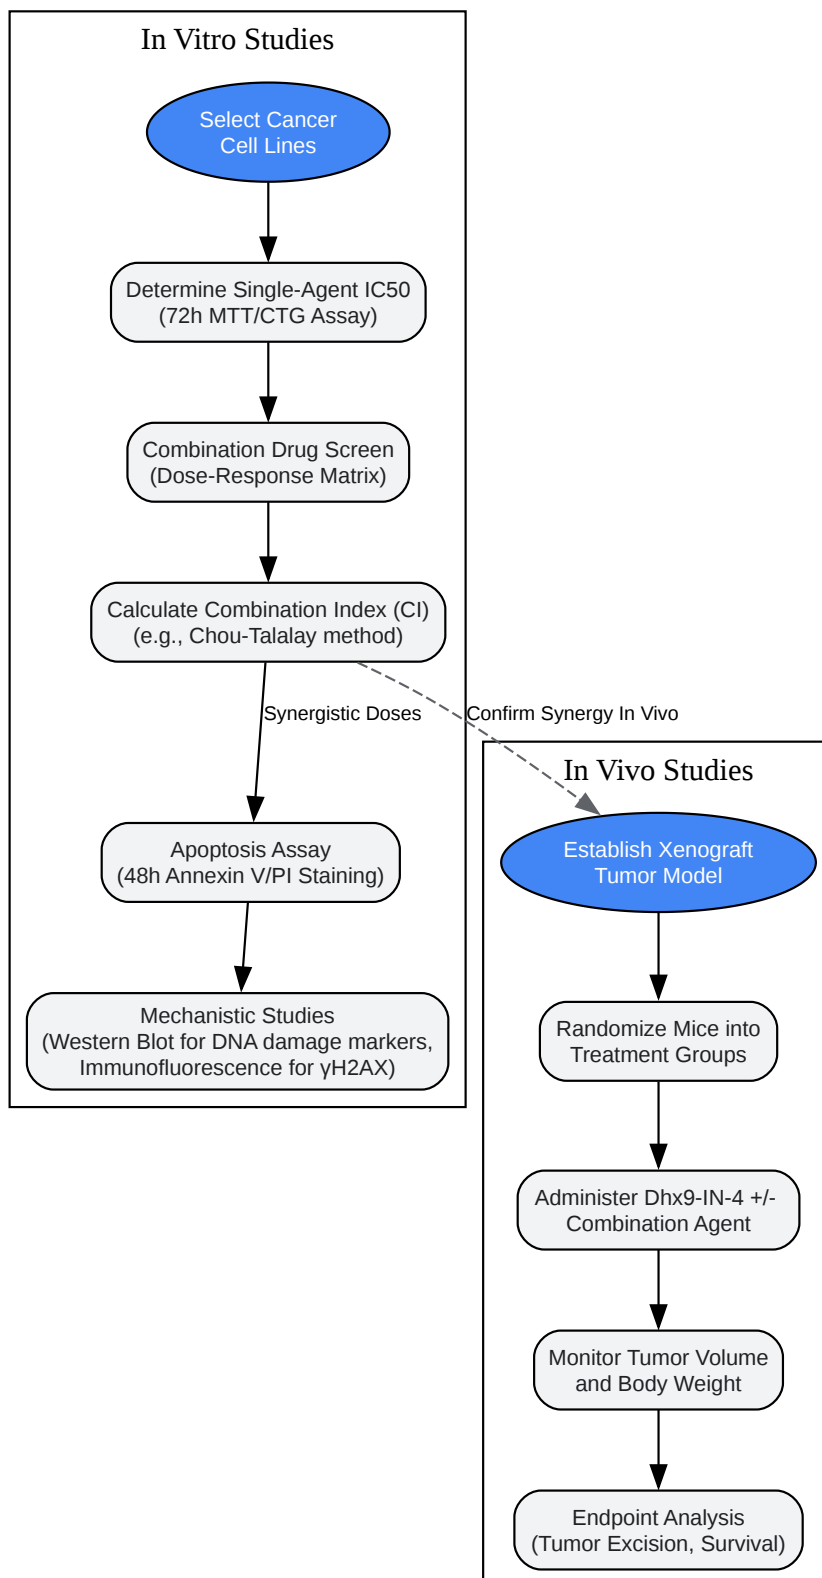 In Vitro Studies
Select Cancer
Cell Lines
Determine Single-Agent IC50
(72h MTT/CTG Assay)
Combination Drug Screen
(Dose-Response Matrix)
Calculate Combination Index (CI)
(e.g., Chou-Talalay method)
Synergistic Doses
Confirm Synergy In Vivo
Apoptosis Assay
(48h Annexin V/PI Staining)
Mechanistic Studies
(Western Blot for DNA damage markers,
Immunofluorescence for γH2AX)
In Vivo Studies
Establish Xenograft
Tumor Model
Randomize Mice into
Treatment Groups
Administer Dhx9-IN-4 +/-
Combination Agent
Monitor Tumor Volume
and Body Weight
Endpoint Analysis
(Tumor Excision, Survival)